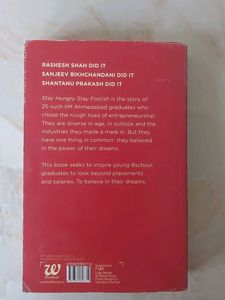 RASHESH SHAH DID IT
SANJEEV BIKHCHANDANI DID IT
SHANTANU PRAKASH DID IT
Stay Hungry Stay Foolish is the story of
25 such IIM Ahmedabad graduates who
chose the rough road of entrepreneurship.
They are diverse in age, in outlook and the
industries they made a mark in. But they
have one thing in common: they believed
in the power of their dreams.
This book seeks to inspire young Bschool
graduates to look beyond placements
and salaries. To believe in their dreams.
w